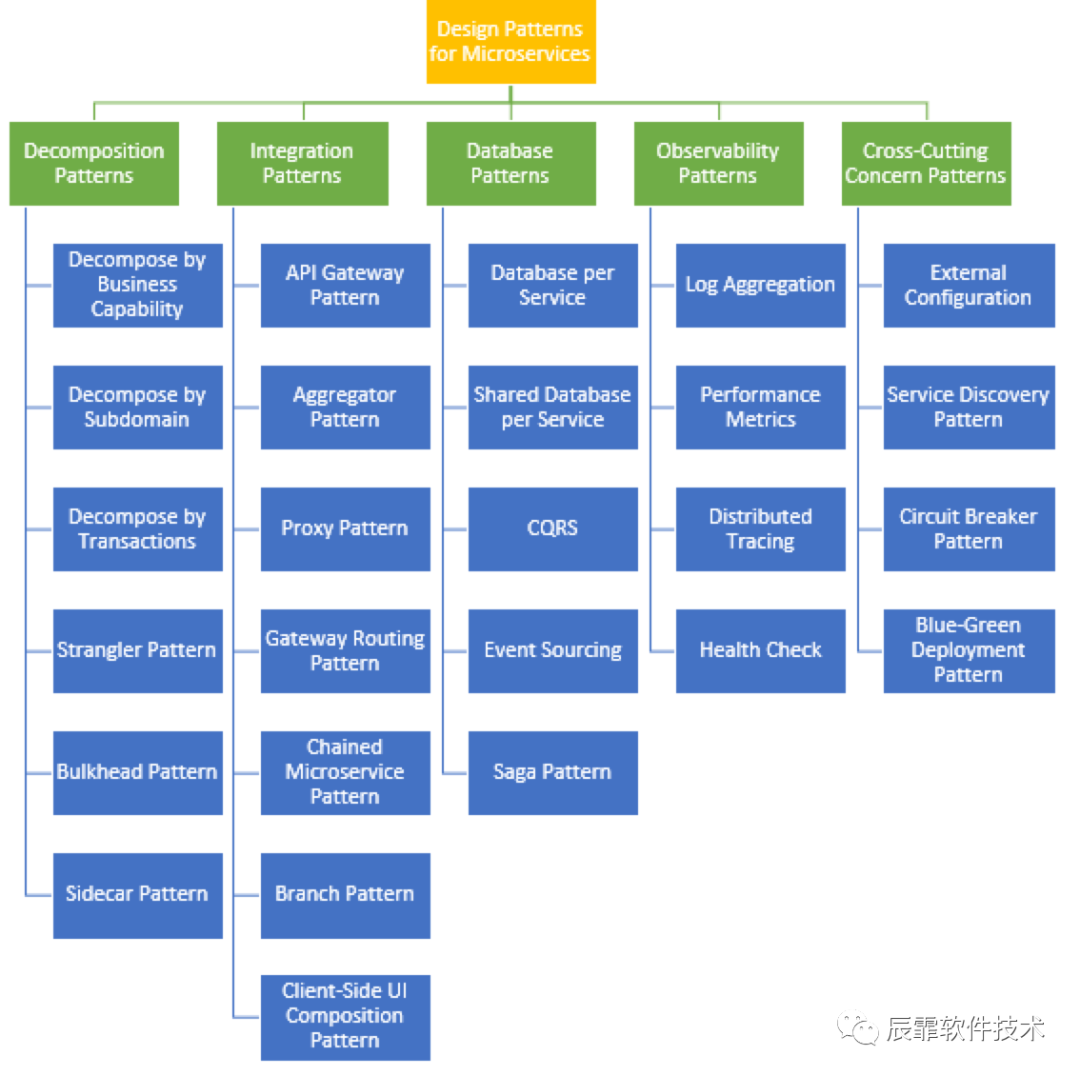 Design Patterns
for Microservices
Decomposition
Patterns
Integration
Patterns
Database
Patterns
Observability
Patterns
Cross-Cutting
Concern Patterns
Decompose by
Business
Capability
Decompose by
Subdomain
Decompose by
Transactions
Strangler Pattern
Bulkhead Pattern
Sidecar Pattern
API Gateway
Pattern
Aggregator
Pattern
Proxy Pattern
Gateway Routing
Pattern
Chained
Microservice
Pattern
Branch Pattern
Client-Side UI
Composition
Pattern
Database per
Service
Shared Database
per Service
CQRS
Event Sourcing
Saga Pattern
Log Aggregation
Performance
Metrics
Distributed
Tracing
Health Check
External
Configuration
Service Discovery
Pattern
Circuit Breaker
Pattern
Blue-Green
Deployment
Pattern
辰霏软件技术